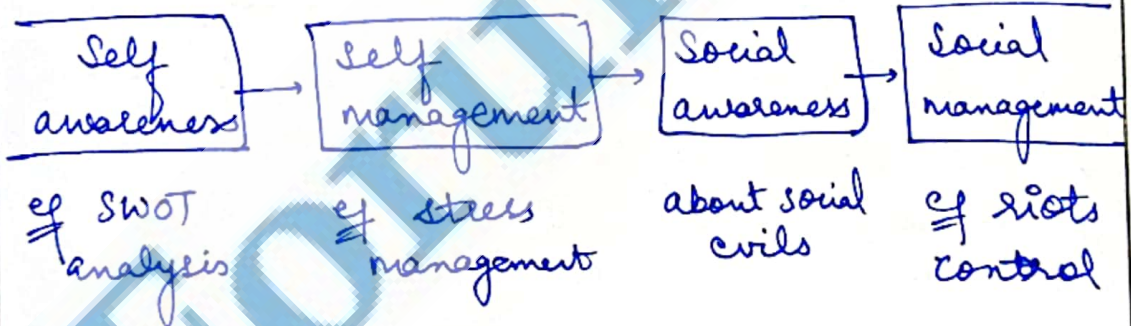 Self awareness
Self management
Social awareness
Social management
eg SWOT analysis
eg stress management
about social evils
eg riots control